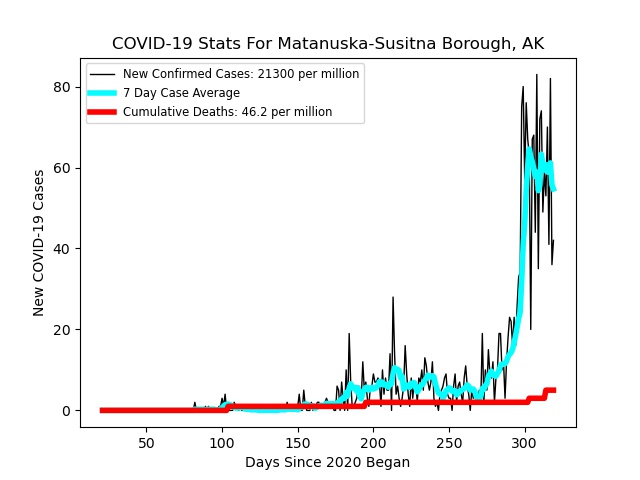 COVID-19 Stats For Matanuska-Susitna Borough, AK
New Confirmed Cases: 21300 per million
7 Day Case Average
Cumulative Deaths: 46.2 per million
New COVID-19 Cases
80
60
40
20
0
50 100 150 200 250 300
Days Since 2020 Began